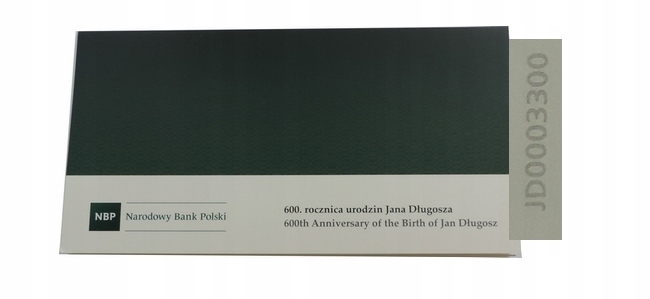 NBP
Narodowy Bank Polski
600. rocznica urodzin Jana Długosza
600th Anniversary of the Birth of Jan Długosz
JD0003300